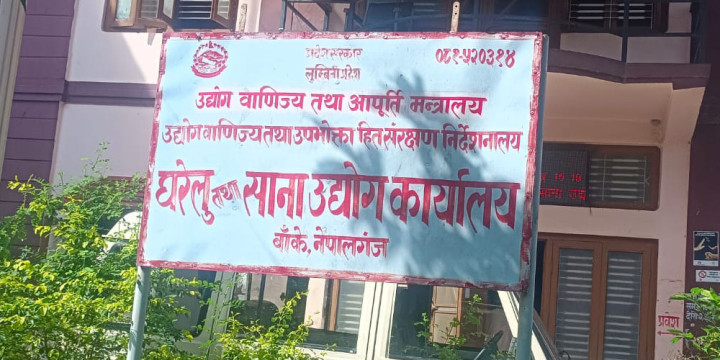 प्रदेश सरकार
०८१-५२०३१४
लुम्बिनी प्रदेश
उद्योग वाणिज्य तथा आपूर्ति मन्त्रालय
उद्योग वाणिज्य तथा उपभोक्ता हित संरक्षण निर्देशनालय
घरेलु तथा साना उद्योग कार्यालय
बाँके, नेपालगंज
प्रवेश